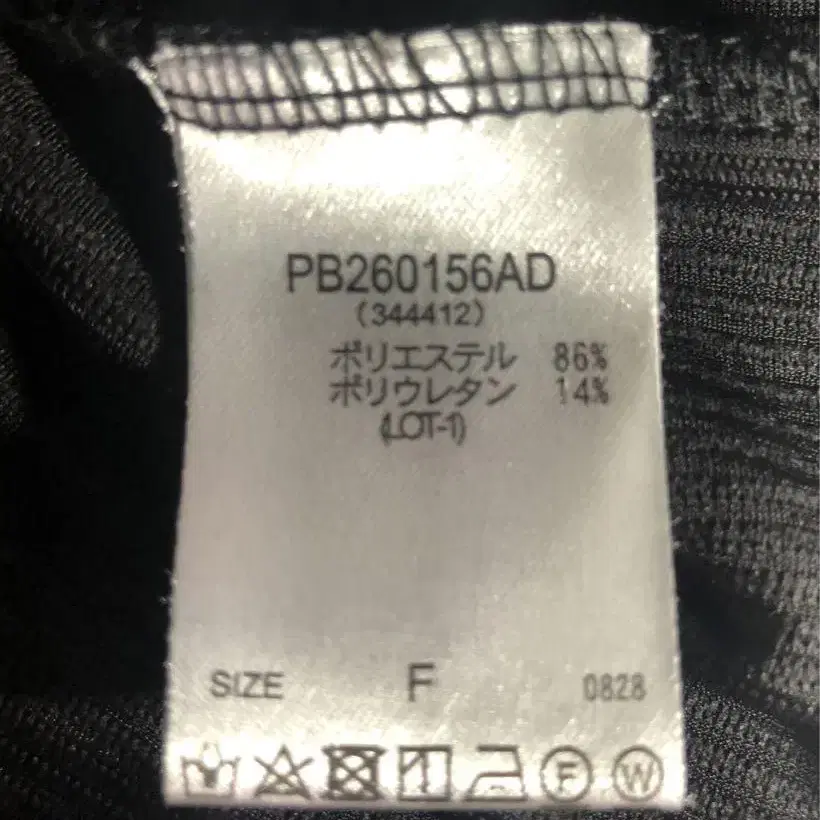 PB260156AD
(344412)
ポリエステル 86%
ポリウレタン 14%
(LOT-1)
SIZE F 0828
F W